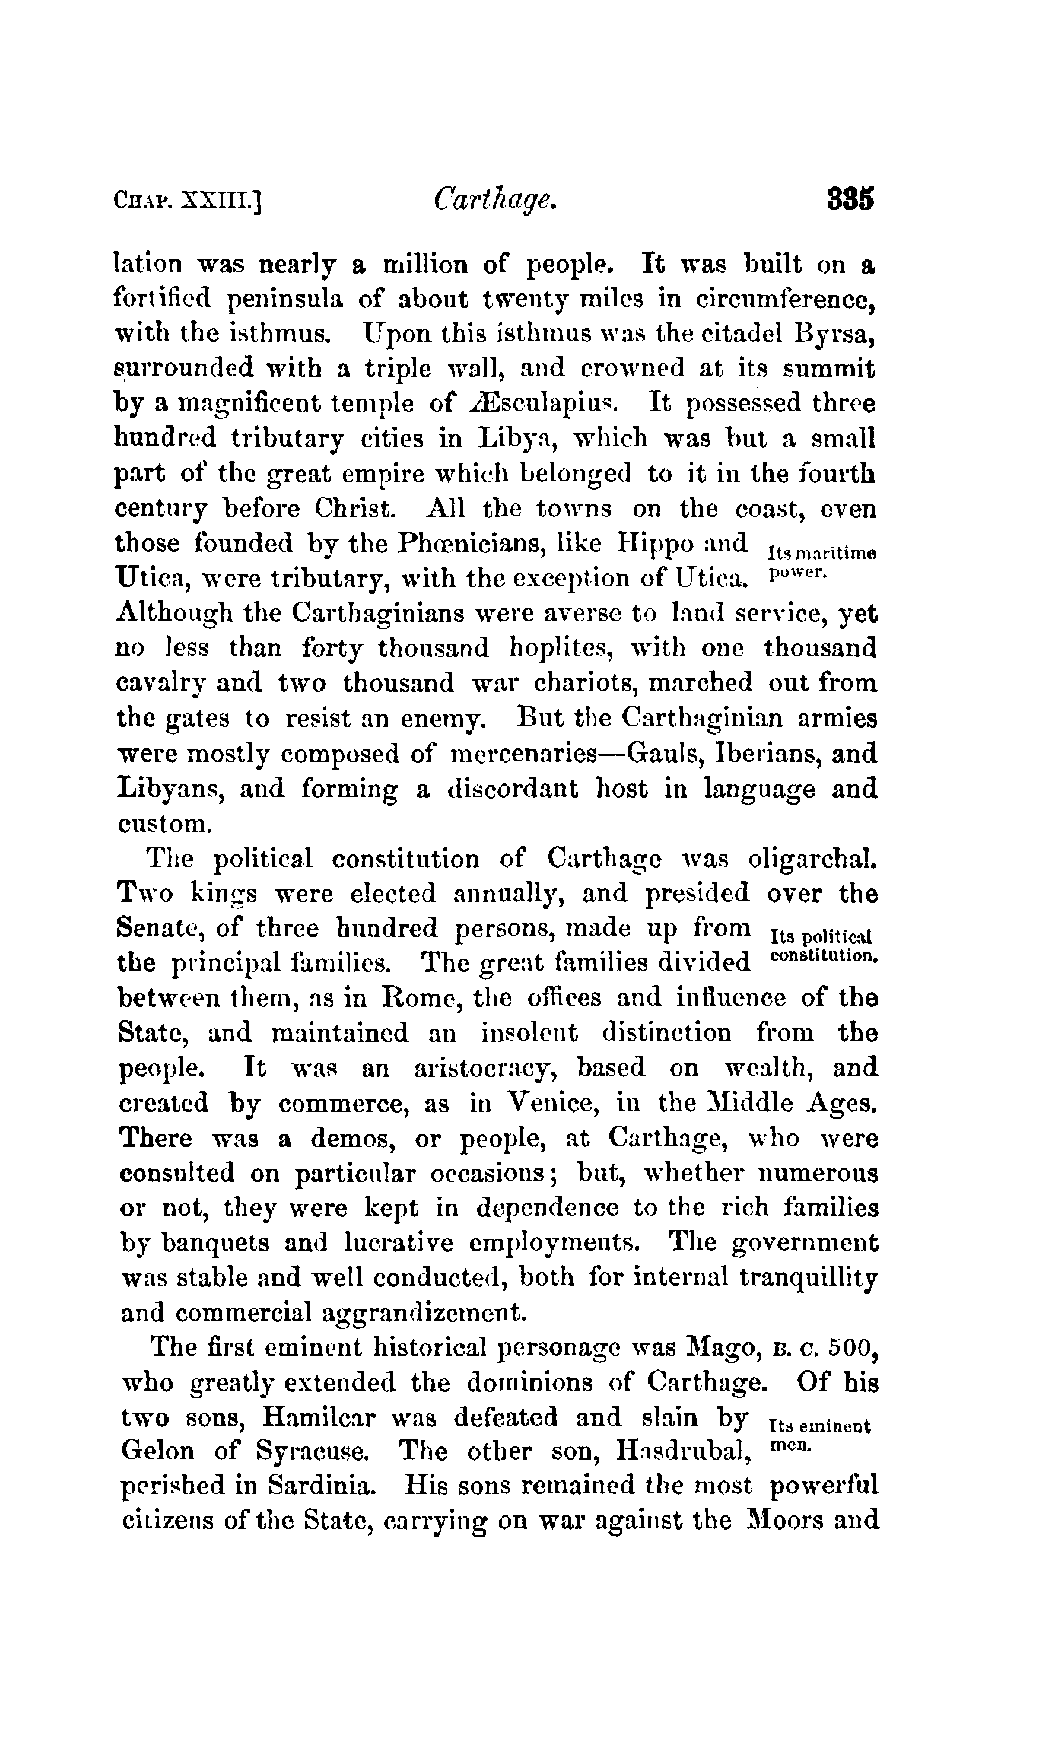 CHAP. XXIII.] Carthage. 335
lation was nearly a million of people. It was built on a
fortified peninsula of about twenty miles in circumference,
with the isthmus. Upon this isthmus was the citadel Byrsa,
surrounded with a triple wall, and crowned at its summit
by a magnificent temple of Æsculapius. It possessed three
hundred tributary cities in Libya, which was but a small
part of the great empire which belonged to it in the fourth
century before Christ. All the towns on the coast, even
those founded by the Phœnicians, like Hippo and Its maritime
Utica, were tributary, with the exception of Utica. power.
Although the Carthaginians were averse to land service, yet
no less than forty thousand hoplites, with one thousand
cavalry and two thousand war chariots, marched out from
the gates to resist an enemy. But the Carthaginian armies
were mostly composed of mercenaries—Gauls, Iberians, and
Libyans, and forming a discordant host in language and
custom.
The political constitution of Carthage was oligarchal.
Two kings were elected annually, and presided over the
Senate, of three hundred persons, made up from Its political
the principal families. The great families divided constitution.
between them, as in Rome, the offices and influence of the
State, and maintained an insolent distinction from the
people. It was an aristocracy, based on wealth, and
created by commerce, as in Venice, in the Middle Ages.
There was a demos, or people, at Carthage, who were
consulted on particular occasions; but, whether numerous
or not, they were kept in dependence to the rich families
by banquets and lucrative employments. The government
was stable and well conducted, both for internal tranquillity
and commercial aggrandizement.
The first eminent historical personage was Mago, B. C. 500,
who greatly extended the dominions of Carthage. Of his
two sons, Hamilcar was defeated and slain by Its eminent
Gelon of Syracuse. The other son, Hasdrubal, men.
perished in Sardinia. His sons remained the most powerful
citizens of the State, carrying on war against the Moors and